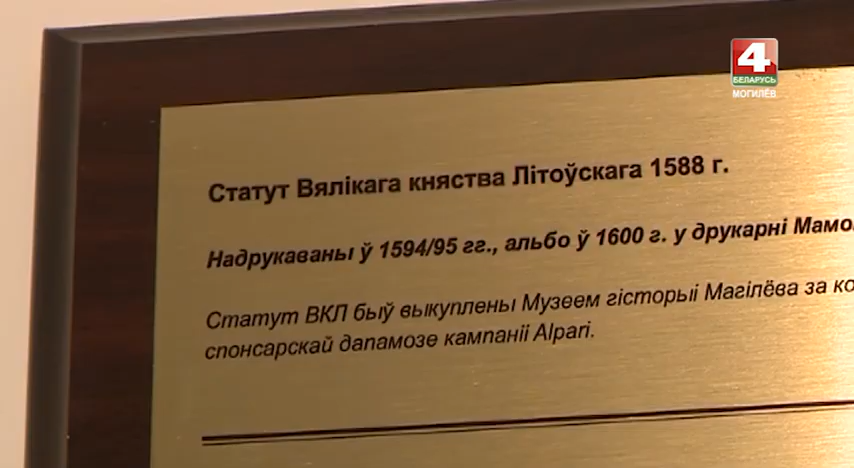 4
БЕЛАРУСЬ
МОГИЛЁВ
Статут Вялікага княства Літоўскага 1588 г.
Надрукаваны ў 1594/95 гг., альбо ў 1600 г. у друкарні
Статут ВКЛ быў выкуплены Музеем гісторыі Магілёва за
спонсарскай дапамозе кампаніі Alpari.